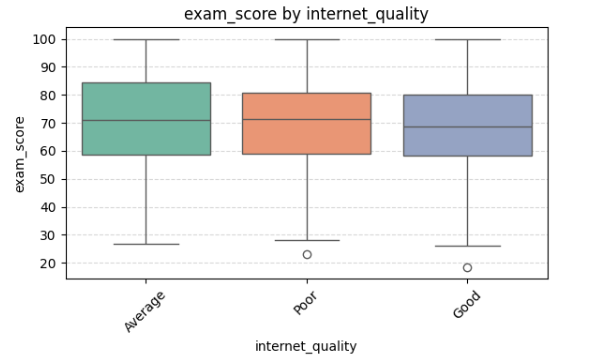 exam_score by internet_quality
exam_score
100
90
80
70
60
50
40
30
20
Average
Poor
Good
internet_quality